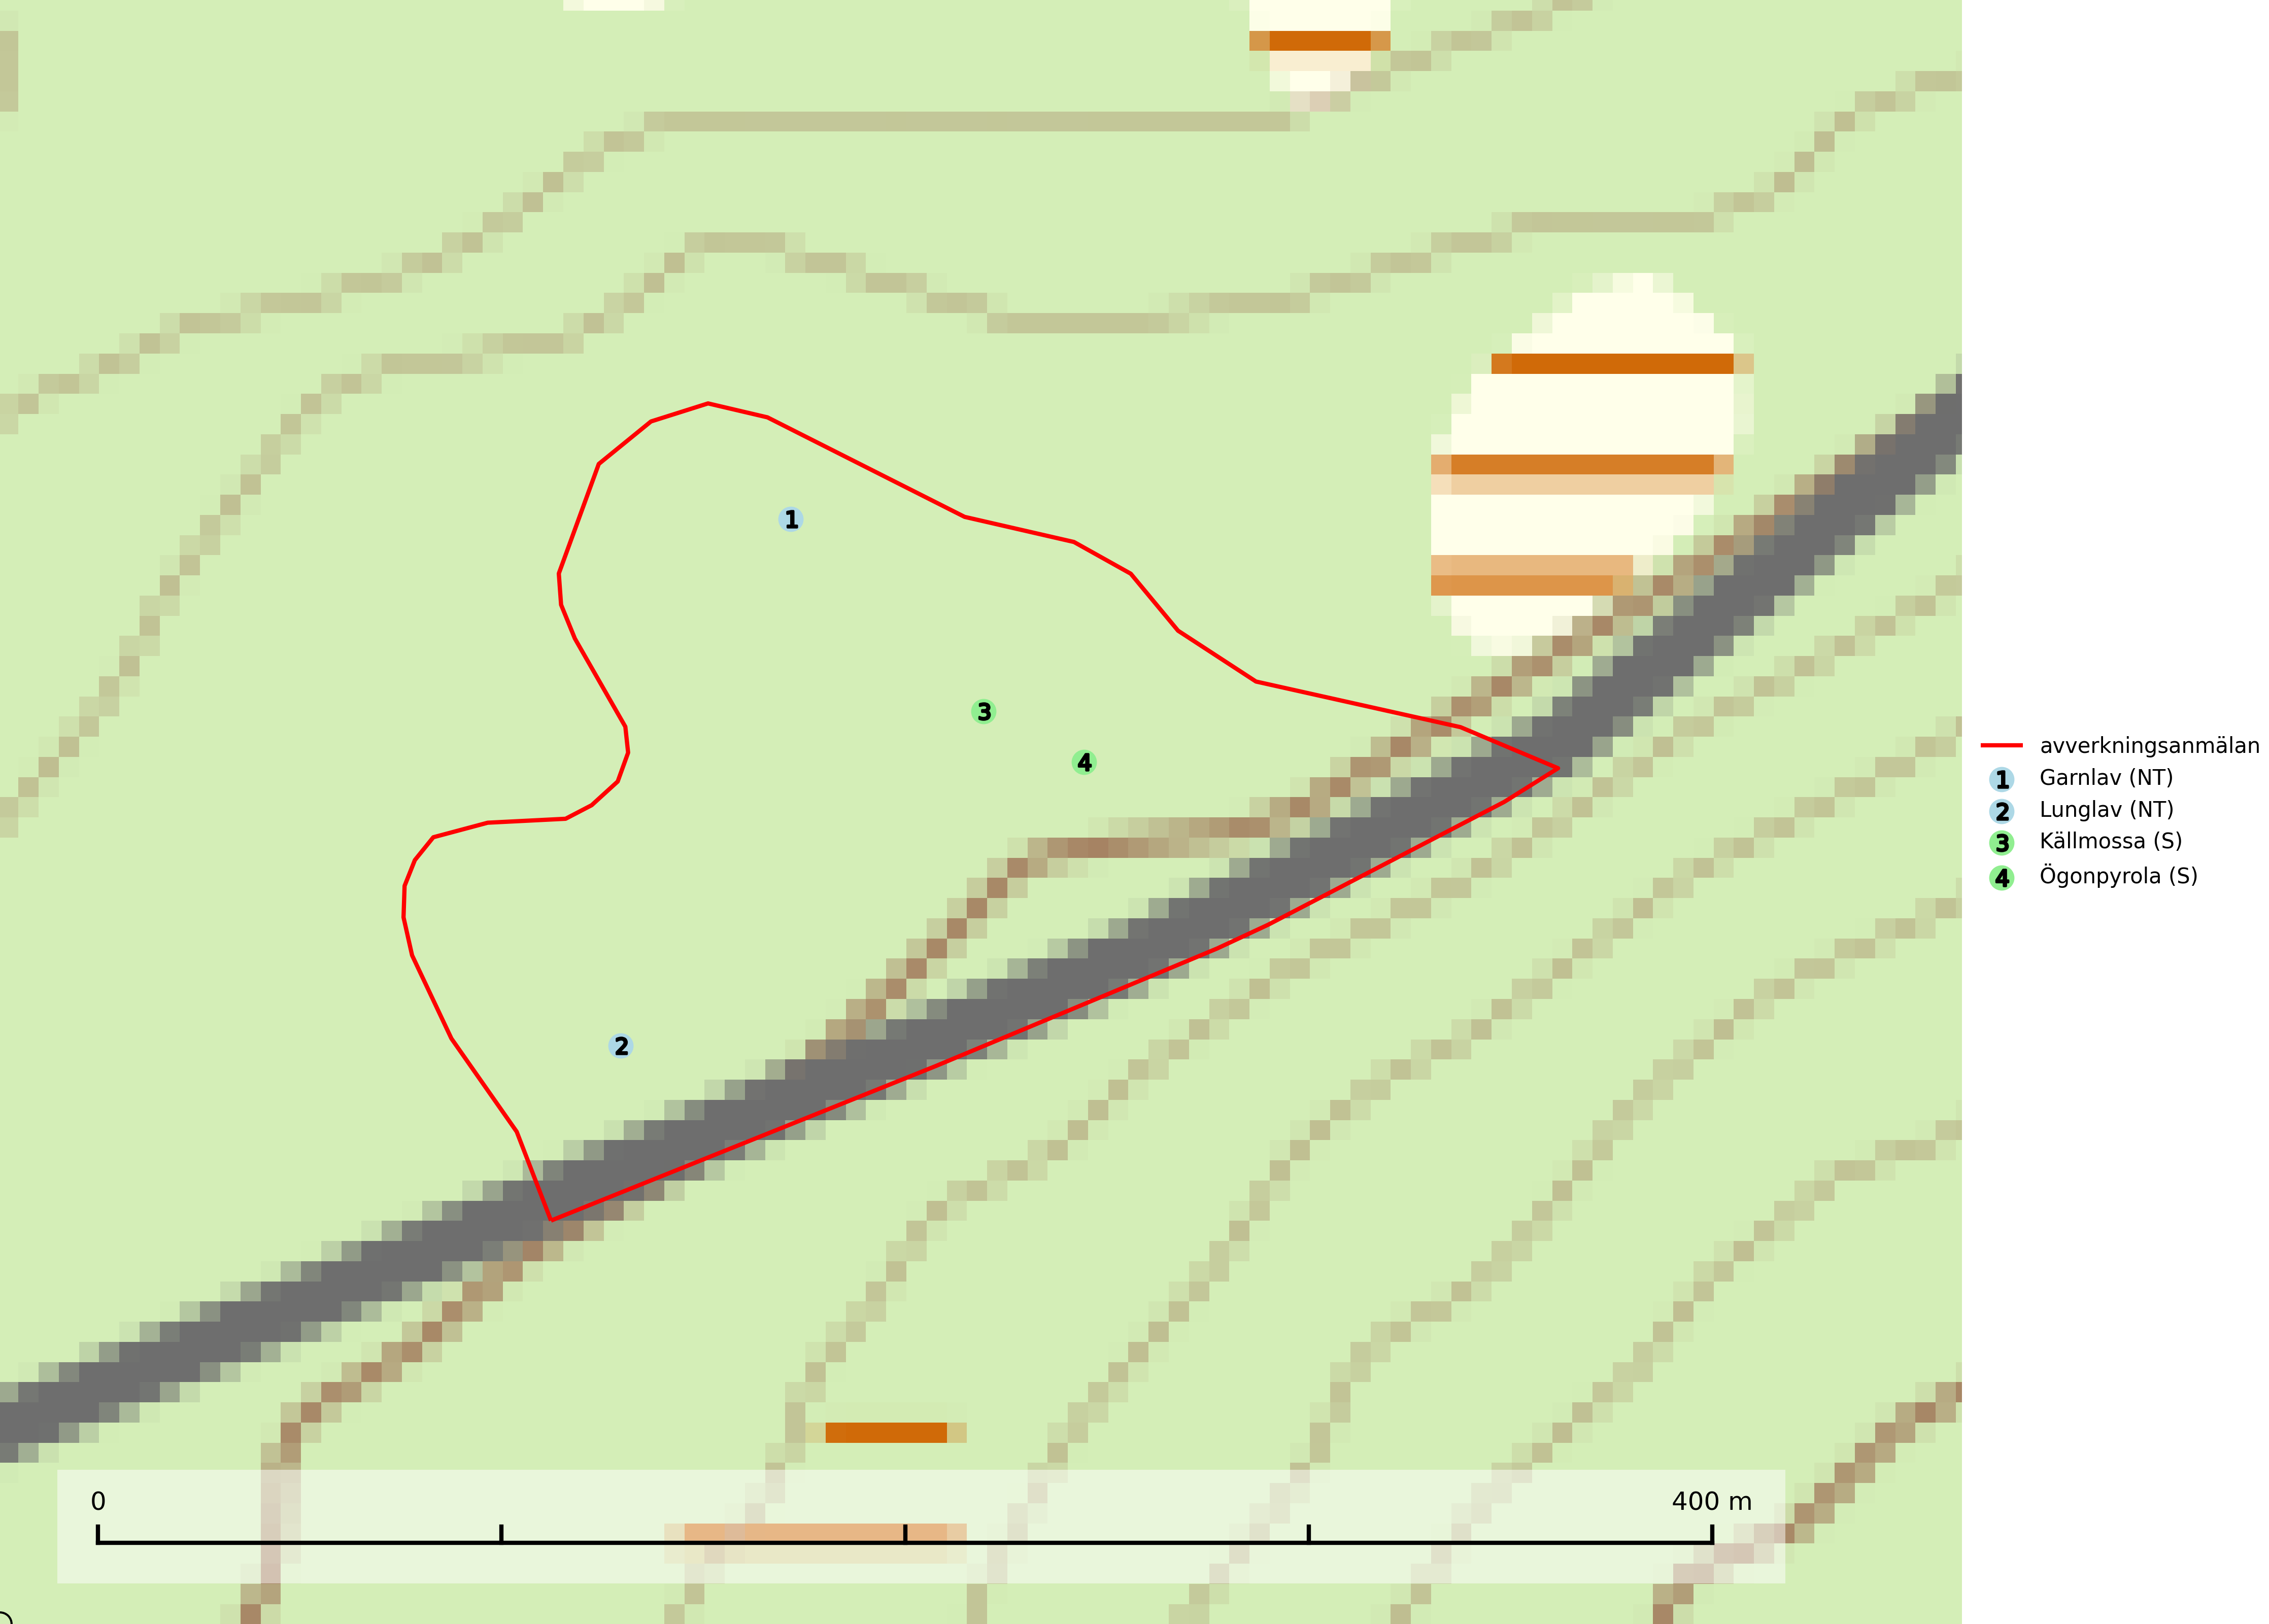 1
3
4
2
avverkningsanmälan
1 Garnlav (NT)
2 Lunglav (NT)
3 Källmossa (S)
4 Ögonpyrola (S)
0 400 m